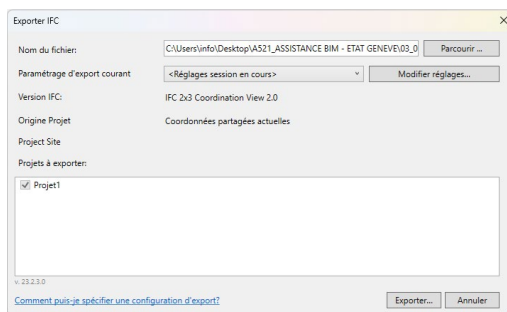 Exporter IFC
Nom du fichier: C:\Users\info\Desktop\A521_ASSISTANCE BIM - ETAT GENEVE\03_0 Parcourir ...
Paramétrage d'export courant <Réglages session en cours> Modifier réglages...
Version IFC: IFC 2x3 Coordination View 2.0
Origine Projet Coordonnées partagées actuelles
Project Site
Projets à exporter:
Projet1
v. 23.2.3.0
Comment puis-je spécifier une configuration d'export? Exporter... Annuler